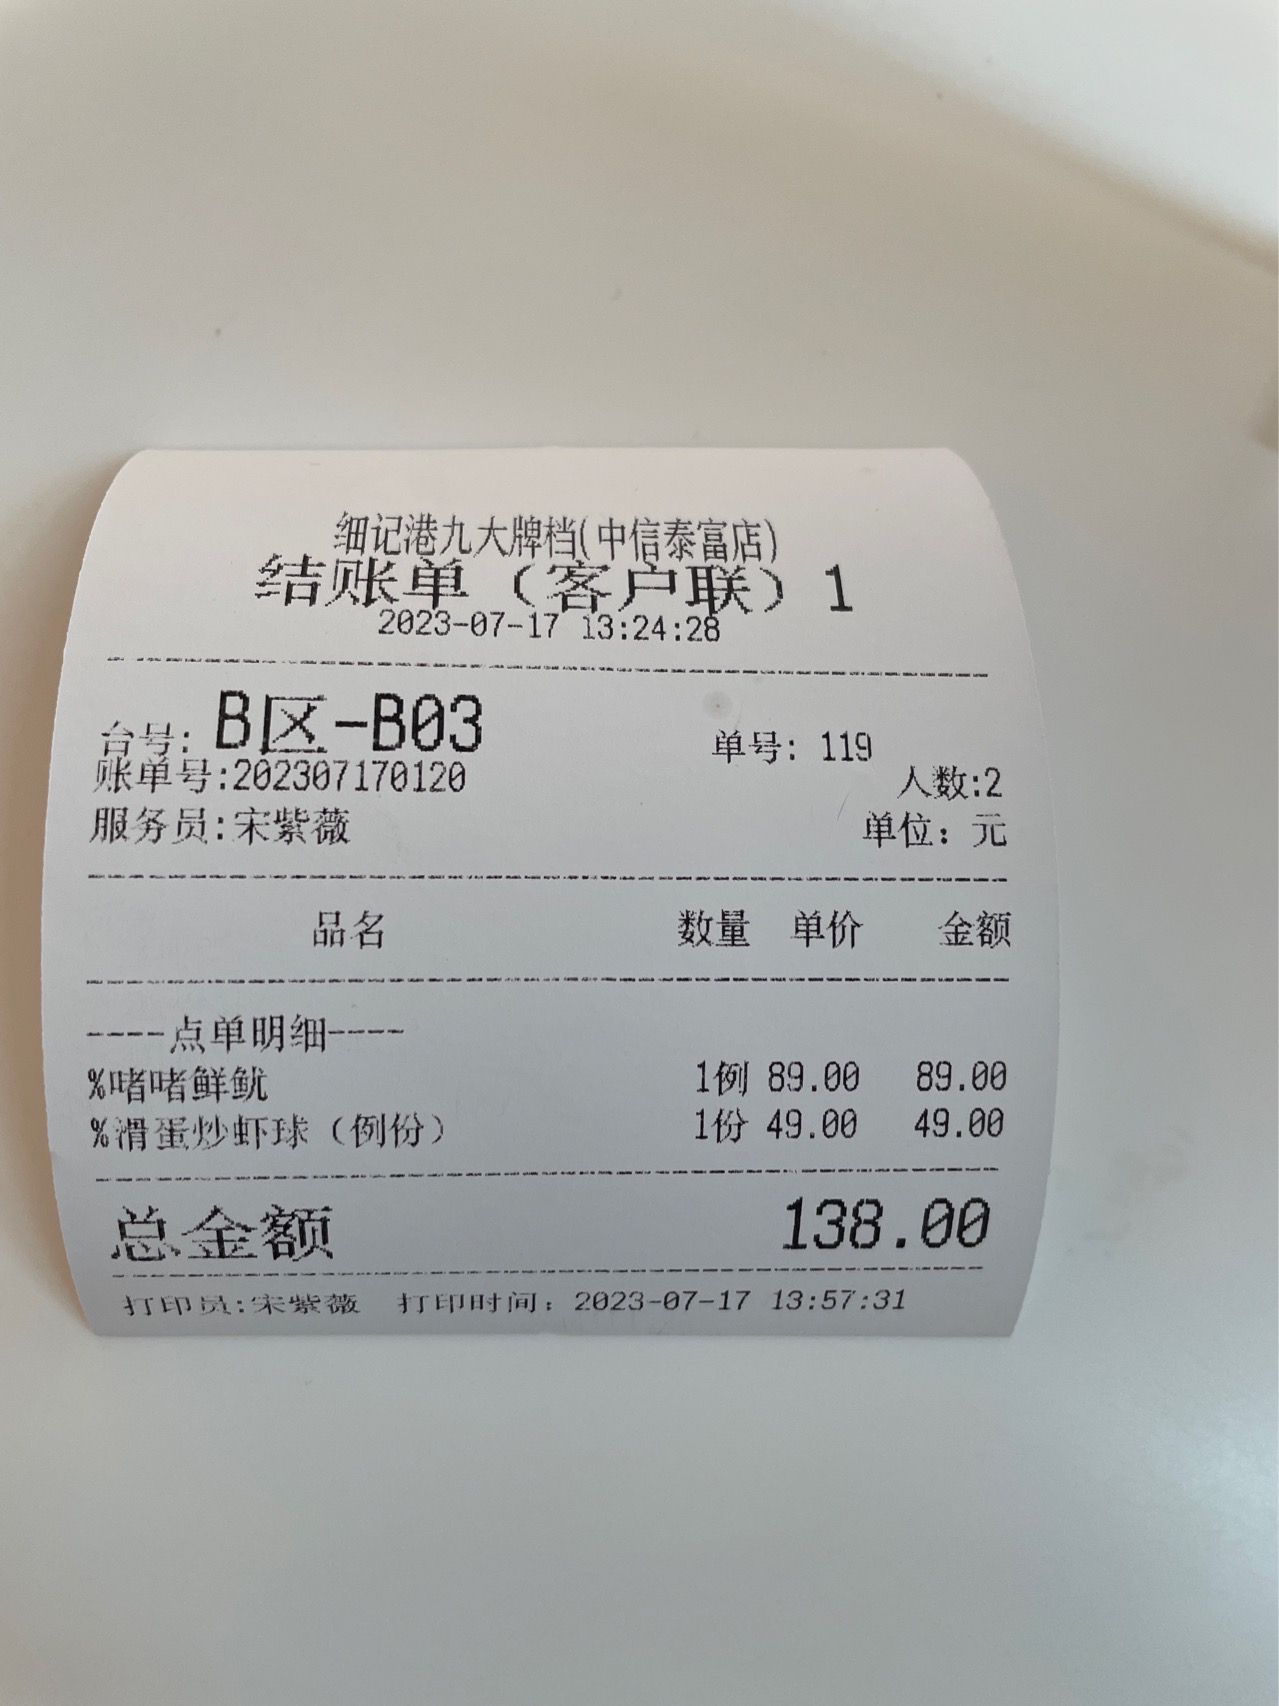 细记港九大牌档(中信泰富店)
结账单（客户联）1
2023-07-17 13:24:28
台号: B区-B03 单号: 119
账单号:202307170120 人数:2
服务员:宋紫薇 单位：元
品名 数量 单价 金额
----点单明细----
%啫啫鲜鱿 1例 89.00 89.00
%滑蛋炒虾球（例份） 1份 49.00 49.00
总金额 138.00
打印员:宋紫薇 打印时间：2023-07-17 13:57:31